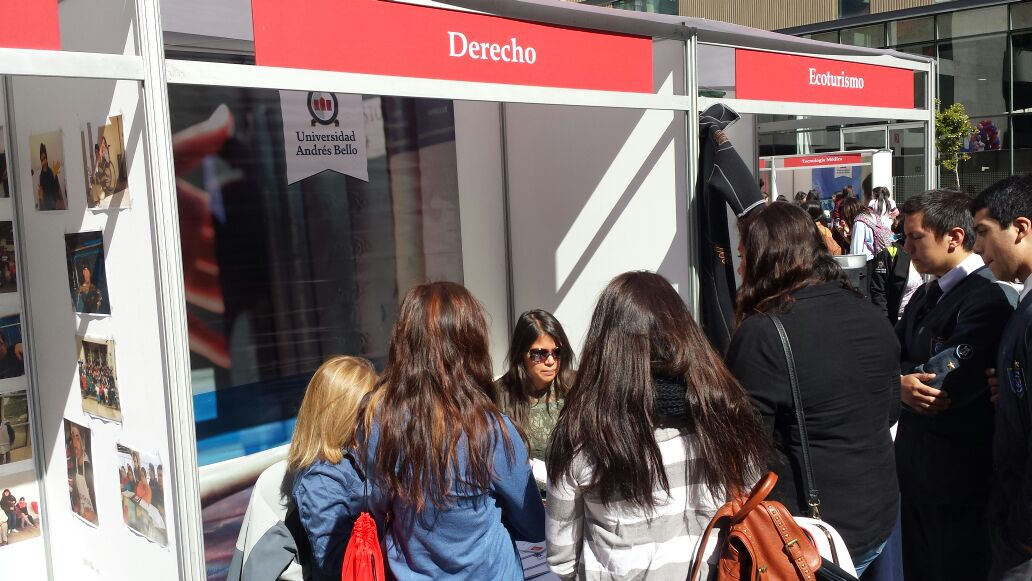 Derecho
Ecoturismo
Universidad
Andrés Bello
Tecnología Médica